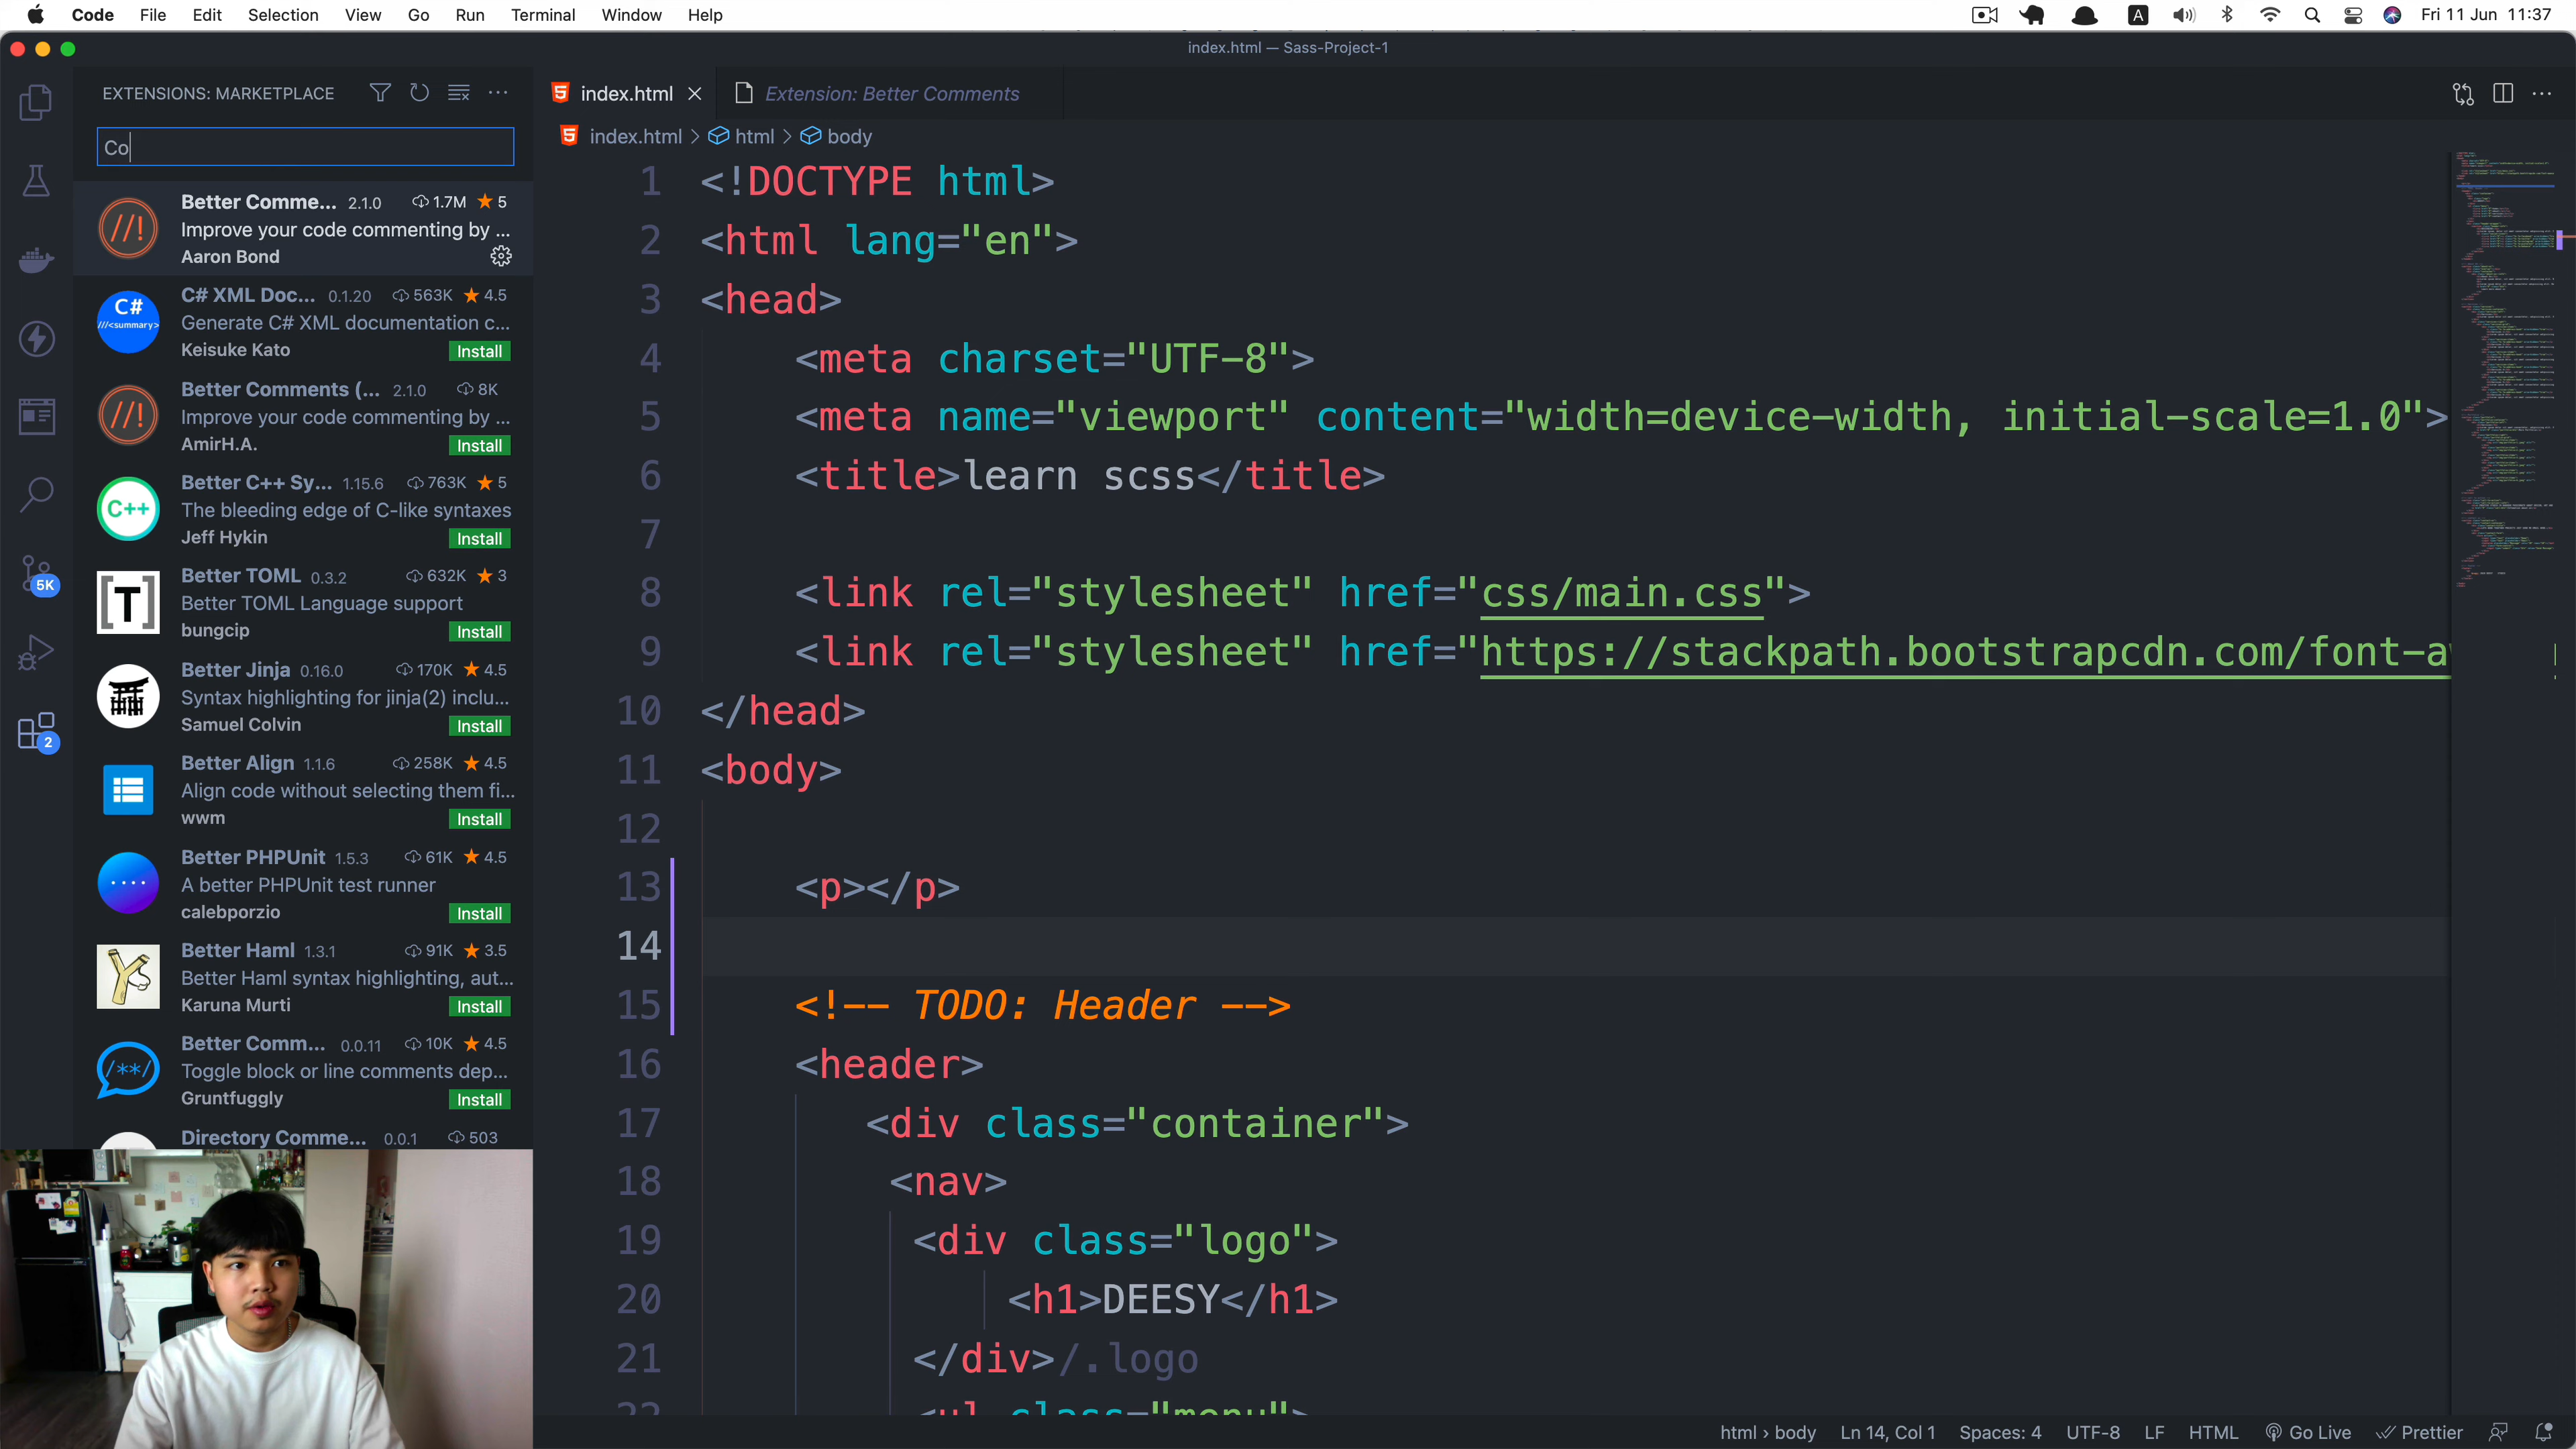 Code File Edit Selection View Go Run Terminal Window Help
A
Fri 11 Jun 11:37
index.html — Sass-Project-1
EXTENSIONS: MARKETPLACE
index.html
Extension: Better Comments
Co
index.html > html > body
Better Comme... 2.1.0 1.7M 5
Improve your code commenting by ...
Aaron Bond
C# XML Doc... 0.1.20 563K 4.5
Generate C# XML documentation c...
Keisuke Kato Install
C#
///<summary>
Better Comments (... 2.1.0 8K
Improve your code commenting by ...
AmirH.A. Install
//!
Better C++ Sy... 1.15.6 763K 5
The bleeding edge of C-like syntaxes
Jeff Hykin Install
C++
Better TOML 0.3.2 632K 3
Better TOML Language support
bungcip Install
[T]
Better Jinja 0.16.0 170K 4.5
Syntax highlighting for jinja(2) inclu...
Samuel Colvin Install
Better Align 1.1.6 258K 4.5
Align code without selecting them fi...
wwm Install
Better PHPUnit 1.5.3 61K 4.5
A better PHPUnit test runner
calebporzio Install
Better Haml 1.3.1 91K 3.5
Better Haml syntax highlighting, aut...
Karuna Murti Install
Better Comm... 0.0.11 10K 4.5
Toggle block or line comments dep...
Gruntfuggly Install
/**/
Directory Comme... 0.0.1 503
5K
2
1 <!DOCTYPE html>
2 <html lang="en">
3 <head>
4 <meta charset="UTF-8">
5 <meta name="viewport" content="width=device-width, initial-scale=1.0">
6 <title>learn scss</title>
7
8 <link rel="stylesheet" href="css/main.css">
9 <link rel="stylesheet" href="https://stackpath.bootstrapcdn.com/font-a
10 </head>
11 <body>
12
13 <p></p>
14
15 <!-- TODO: Header -->
16 <header>
17 <div class="container">
18 <nav>
19 <div class="logo">
20 <h1>DEESY</h1>
21 </div>/.logo
22 <ul class="menu">
html › body Ln 14, Col 1 Spaces: 4 UTF-8 LF HTML Go Live Prettier